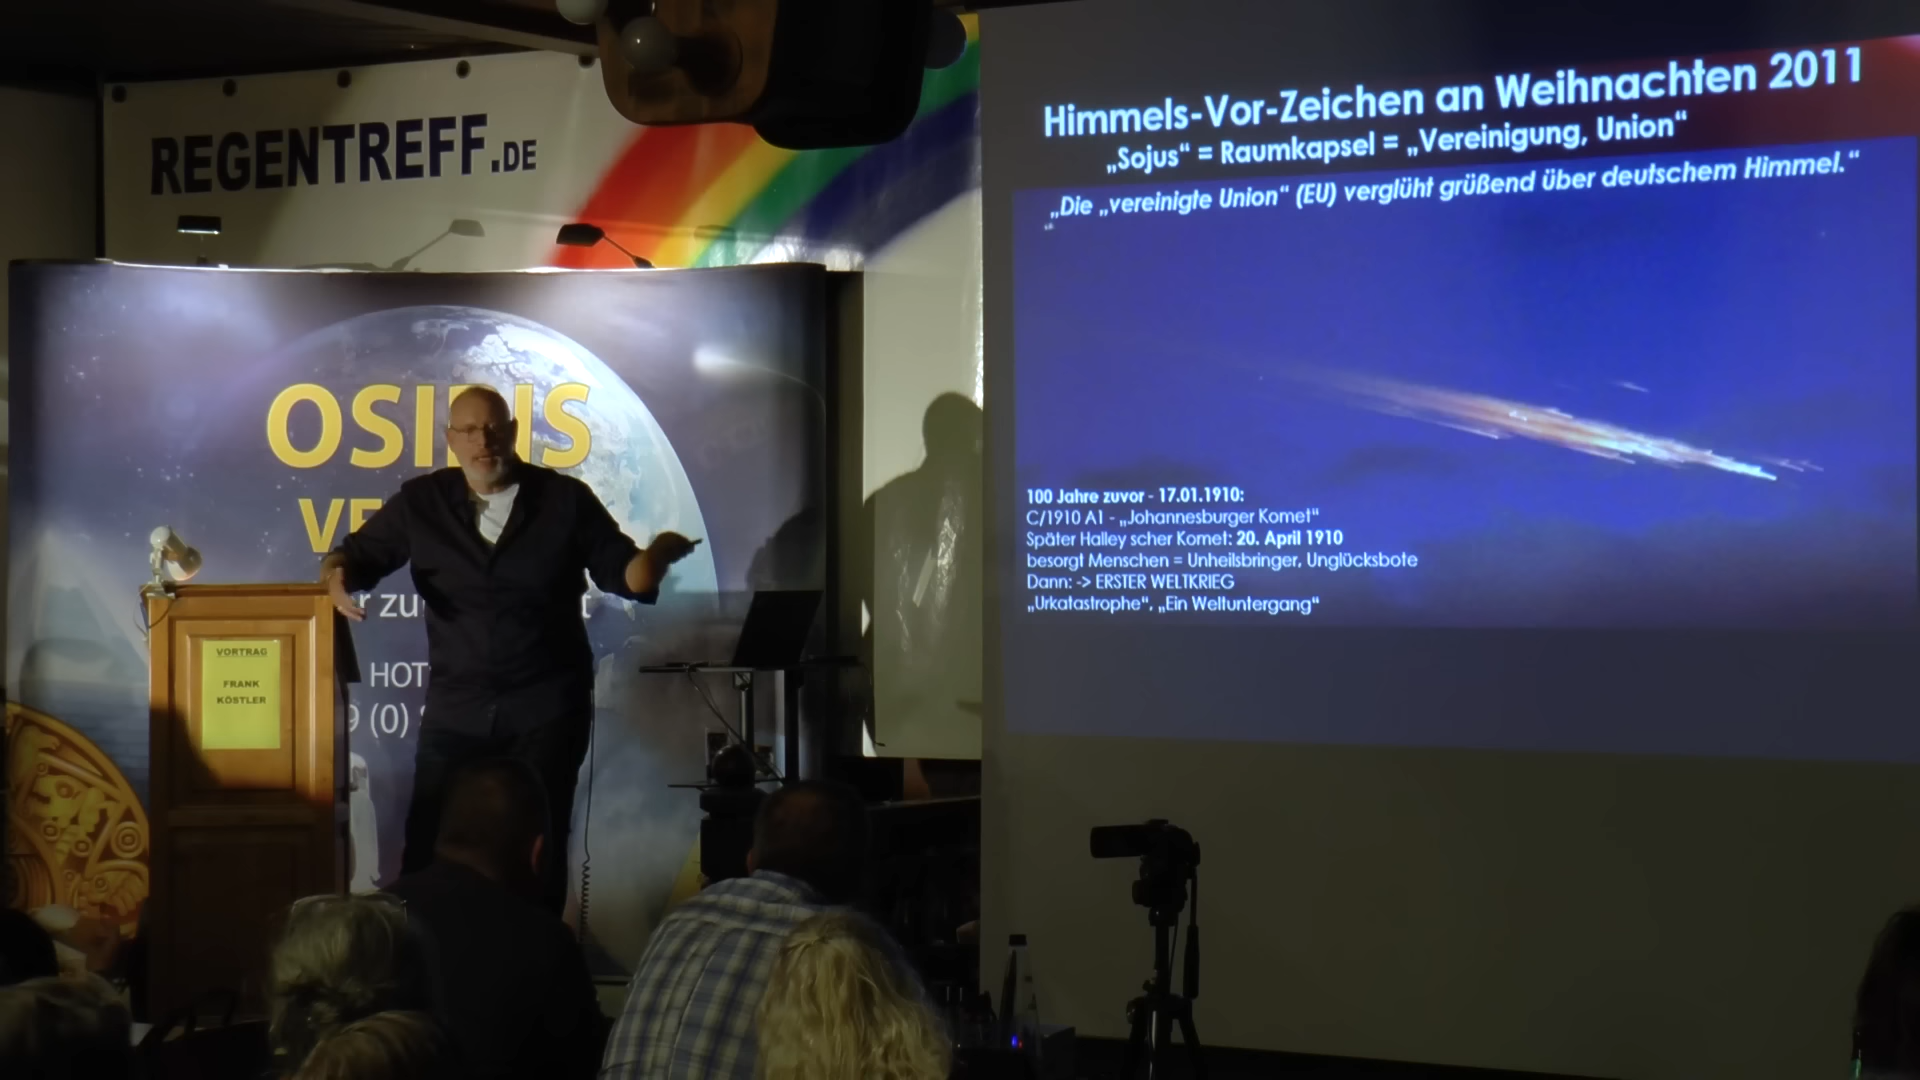 REGENTREFF.DE
OSI IS
VE
r zu t
HOT
9 (0)
VORTRAG
FRANK
KÖSTLER
Himmels-Vor-Zeichen an Weihnachten 2011
„Sojus“ = Raumkapsel = „Vereinigung, Union“
„Die „vereinigte Union“ (EU) verglüht grüßend über deutschem Himmel.“
“
100 Jahre zuvor - 17.01.1910:
C/1910 A1 - „Johannesburger Komet“
Später Halley scher Komet: 20. April 1910
besorgt Menschen = Unheilsbringer, Unglücksbote
Dann: -> ERSTER WELTKRIEG
„Urkatastrophe“, „Ein Weltuntergang“